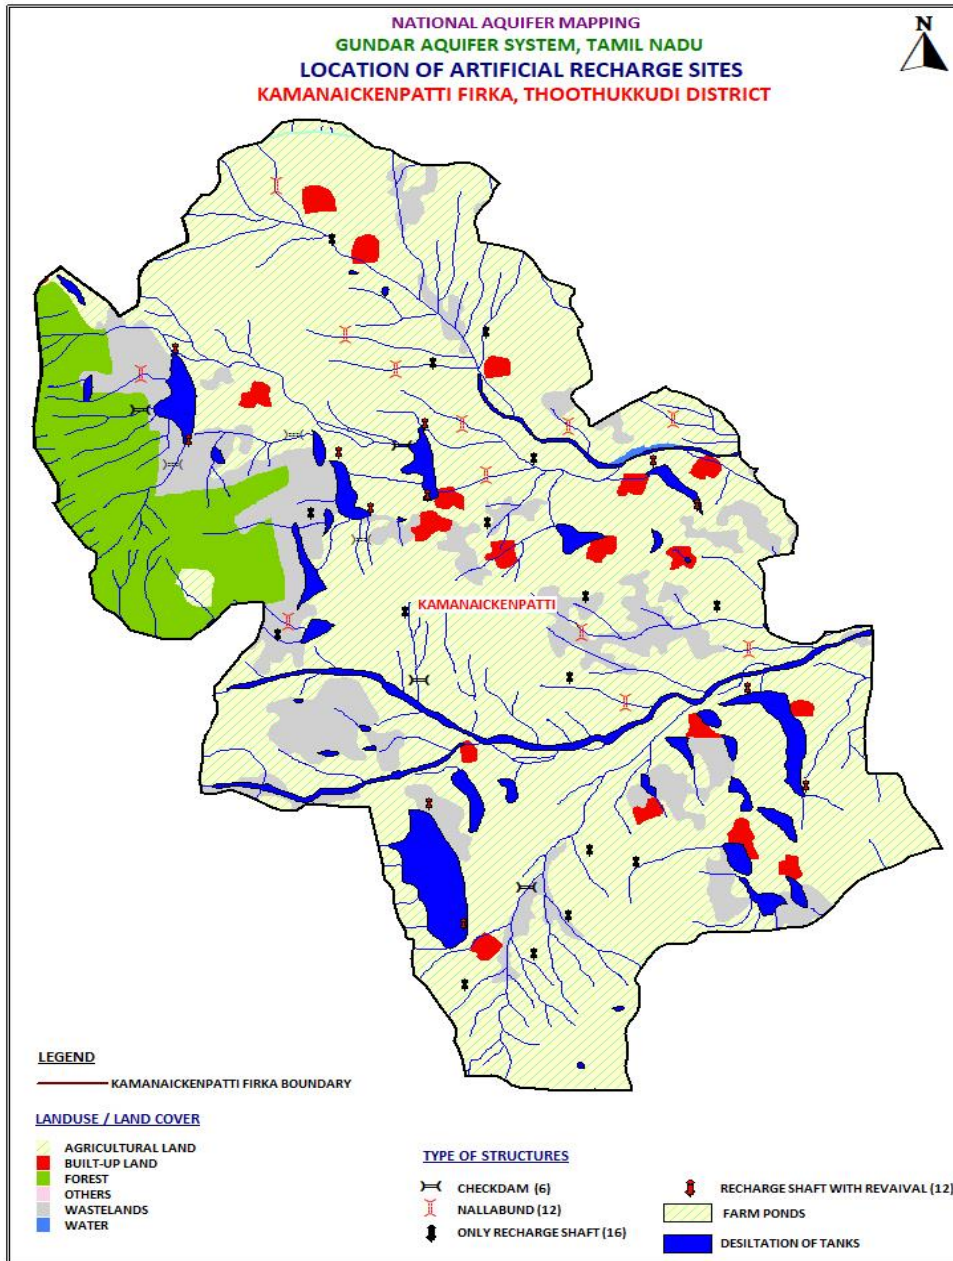 NATIONAL AQUIFER MAPPING
GUNDAR AQUIFER SYSTEM, TAMIL NADU
LOCATION OF ARTIFICIAL RECHARGE SITES
KAMANAICKENPATTI FIRKA, THOOTHUKKUDI DISTRICT
N
KAMANAICKENPATTI
LEGEND
KAMANAICKENPATTI FIRKA BOUNDARY
LANDUSE / LAND COVER
AGRICULTURAL LAND
BUILT-UP LAND
FOREST
OTHERS
WASTELANDS
WATER
TYPE OF STRUCTURES
CHECKDAM (6)
NALLABUND (12)
ONLY RECHARGE SHAFT (16)
RECHARGE SHAFT WITH REVAIVAL (12)
FARM PONDS
DESILTATION OF TANKS